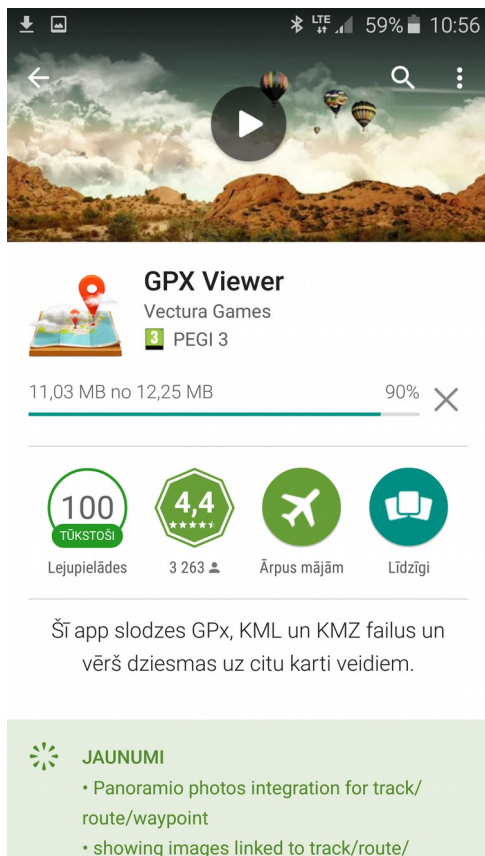 LTE 59% 10:56
GPX Viewer
Vectura Games
3 PEGI 3
11,03 MB no 12,25 MB 90%
100 4,4
TŪKSTOŠI
Lejupielādes 3 263 Ārpus mājām Līdzīgi
Šī app slodzes GPx, KML un KMZ failus un
vērš dziesmas uz citu karti veidiem.
JAUNUMI
• Panoramio photos integration for track/
route/waypoint
• showing images linked to track/route/